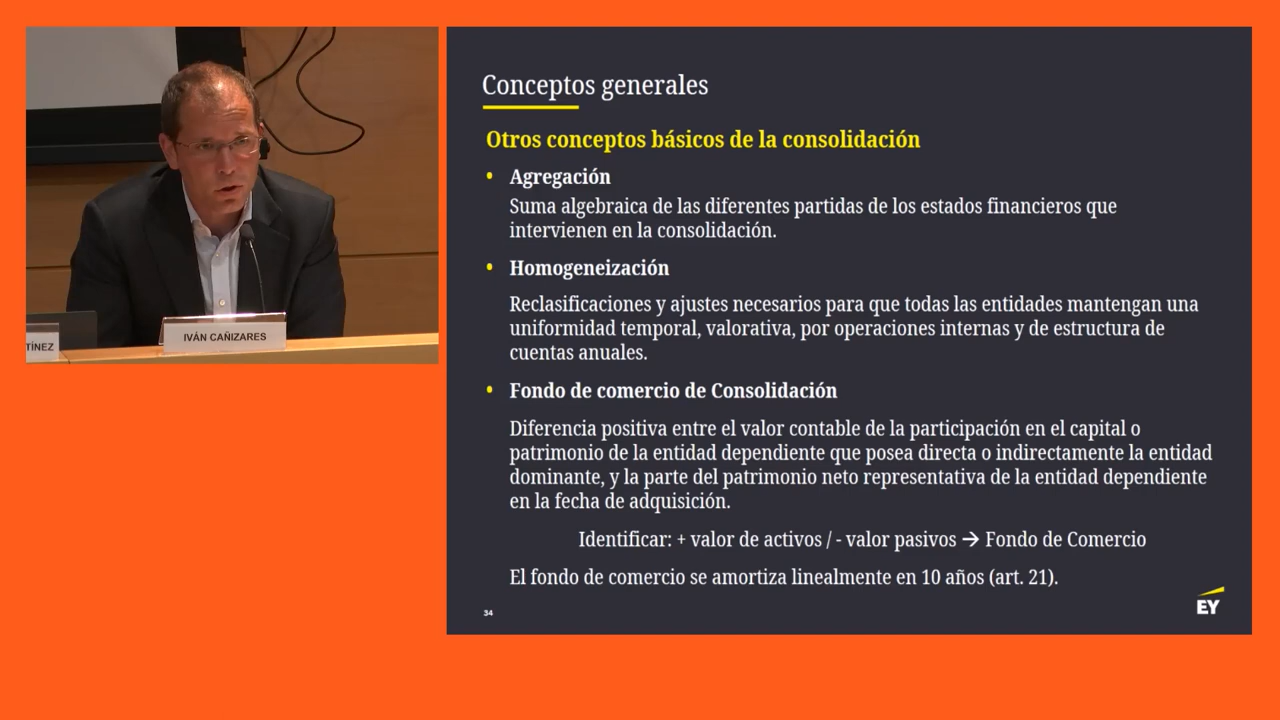 TÍNEZ
IVÁN CAÑIZARES
Conceptos generales
Otros conceptos básicos de la consolidación
• Agregación
Suma algebraica de las diferentes partidas de los estados financieros que
intervienen en la consolidación.
• Homogeneización
Reclasificaciones y ajustes necesarios para que todas las entidades mantengan una
uniformidad temporal, valorativa, por operaciones internas y de estructura de
cuentas anuales.
• Fondo de comercio de Consolidación
Diferencia positiva entre el valor contable de la participación en el capital o
patrimonio de la entidad dependiente que posea directa o indirectamente la entidad
dominante, y la parte del patrimonio neto representativa de la entidad dependiente
en la fecha de adquisición.
Identificar: + valor de activos / - valor pasivos → Fondo de Comercio
El fondo de comercio se amortiza linealmente en 10 años (art. 21).
34
EY